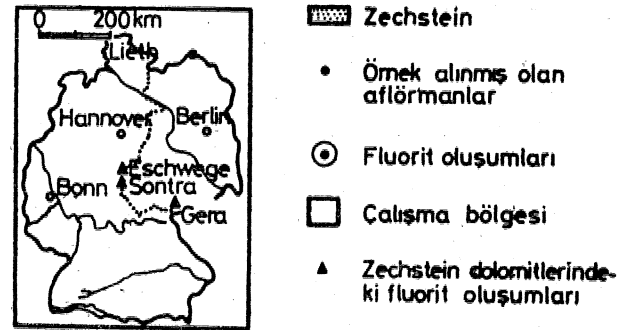 0 200km
Lieth
Hannover
Berlin
Eschwege
Sontra
Bonn
Gera
Zechstein
Örnek alınmış olan
aflörmanlar
Fluorit oluşumları
Çalışma bölgesi
Zechstein dolomitlerinde-
ki fluorit oluşumları